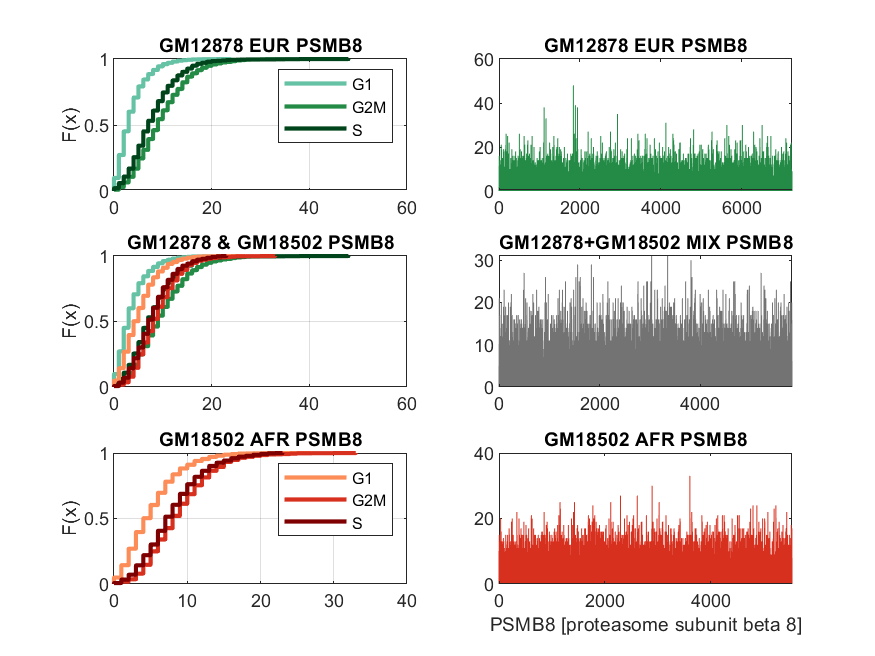 GM12878 EUR PSMB8
1
0.5
0
F(x)
G1
G2M
S
0 20 40 60
GM12878 EUR PSMB8
60
40
20
0
0 2000 4000 6000
GM12878 & GM18502 PSMB8
1
0.5
0
F(x)
0 20 40 60
GM12878+GM18502 MIX PSMB8
30
20
10
0
0 2000 4000
GM18502 AFR PSMB8
1
0.5
0
F(x)
G1
G2M
S
0 10 20 30 40
GM18502 AFR PSMB8
40
20
0
0 2000 4000
PSMB8 [proteasome subunit beta 8]